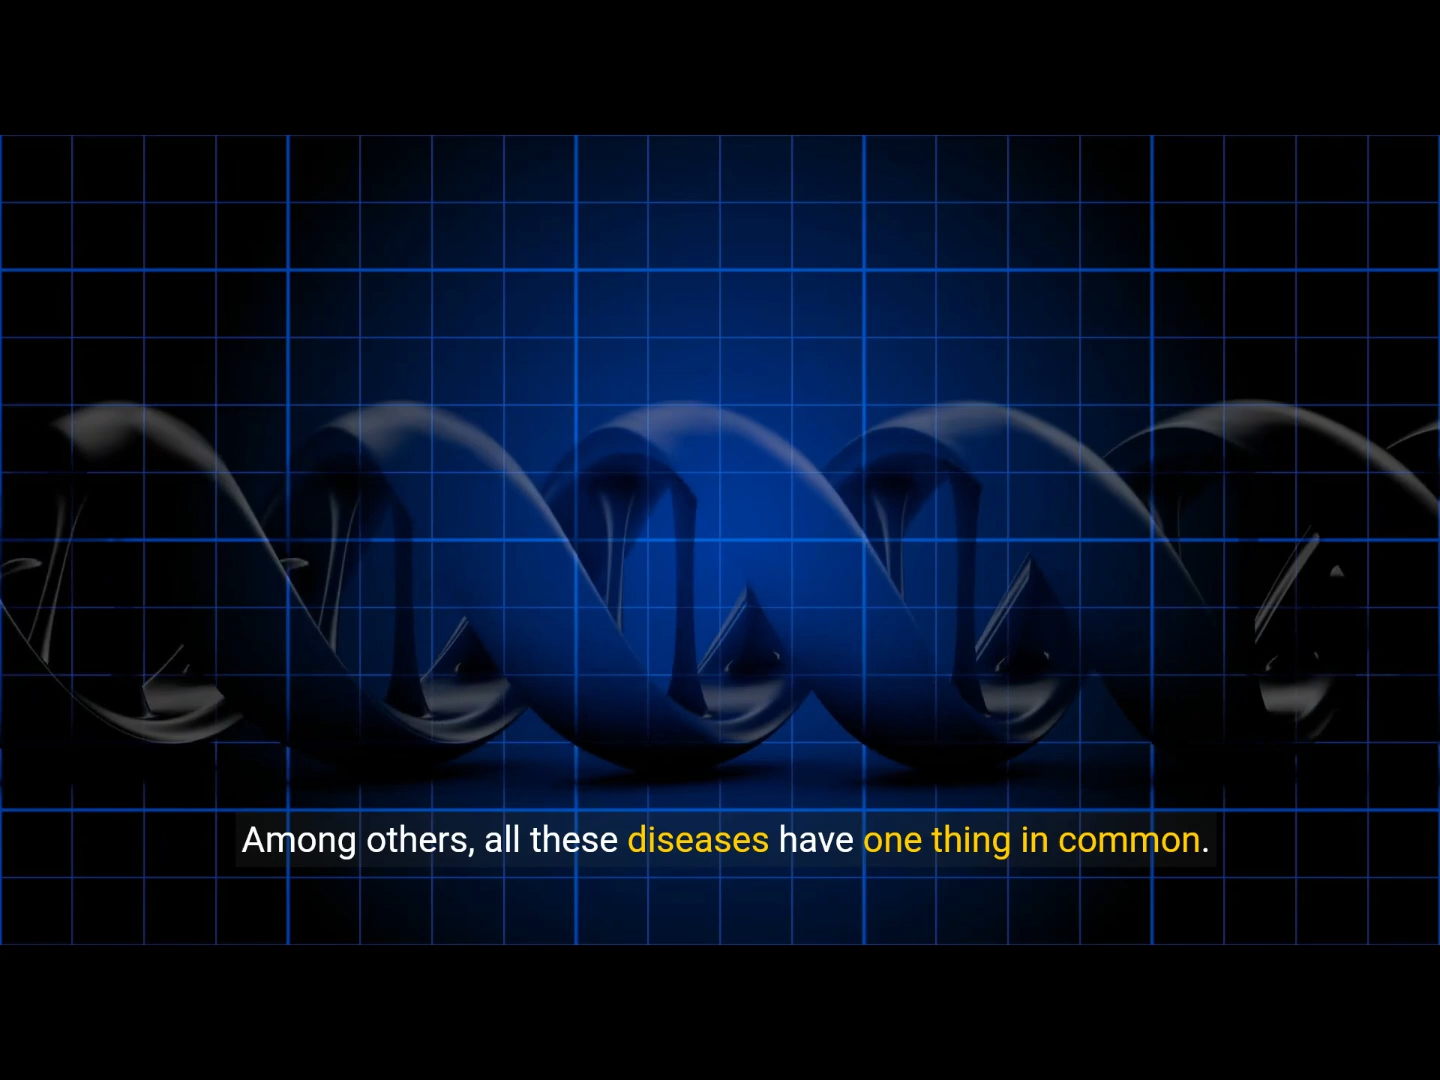 Among others, all these diseases have one thing in common.